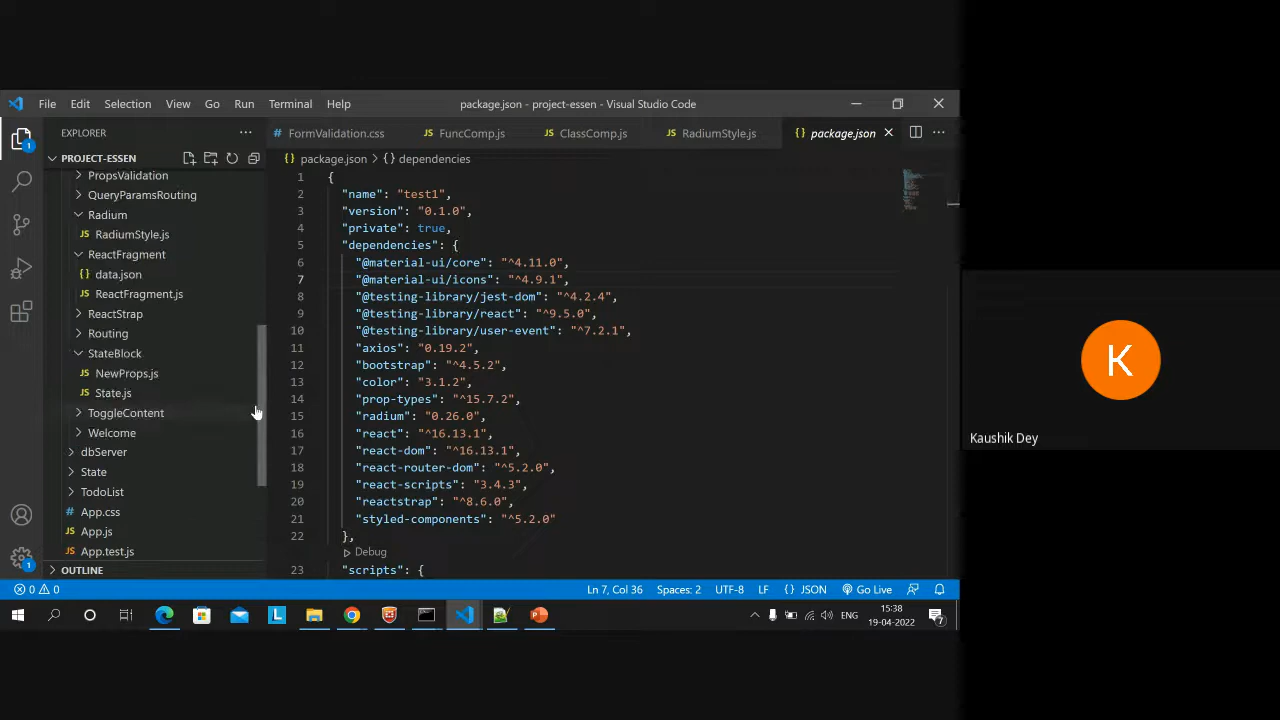 File Edit Selection View Go Run Terminal Help
package.json - project-essen - Visual Studio Code
EXPLORER
FormValidation.css
FuncComp.js
ClassComp.js
RadiumStyle.js
package.json
PROJECT-ESSEN
package.json > {} dependencies
PropsValidation
QueryParamsRouting
Radium
RadiumStyle.js
ReactFragment
data.json
ReactFragment.js
ReactStrap
Routing
StateBlock
NewProps.js
State.js
ToggleContent
Welcome
dbServer
State
TodoList
App.css
App.js
App.test.js
OUTLINE
1 {
2 "name": "test1",
3 "version": "0.1.0",
4 "private": true,
5 "dependencies": {
6 "@material-ui/core": "^4.11.0",
7 "@material-ui/icons": "^4.9.1",
8 "@testing-library/jest-dom": "^4.2.4",
9 "@testing-library/react": "^9.5.0",
10 "@testing-library/user-event": "^7.2.1",
11 "axios": "0.19.2",
12 "bootstrap": "^4.5.2",
13 "color": "3.1.2",
14 "prop-types": "^15.7.2",
15 "radium": "0.26.0",
16 "react": "^16.13.1",
17 "react-dom": "^16.13.1",
18 "react-router-dom": "^5.2.0",
19 "react-scripts": "3.4.3",
20 "reactstrap": "^8.6.0",
21 "styled-components": "^5.2.0"
22 },
Debug
23 "scripts": {
0 0 Ln 7, Col 36 Spaces: 2 UTF-8 LF {} JSON Go Live
ENG
15:38
19-04-2022
7
K
Kaushik Dey